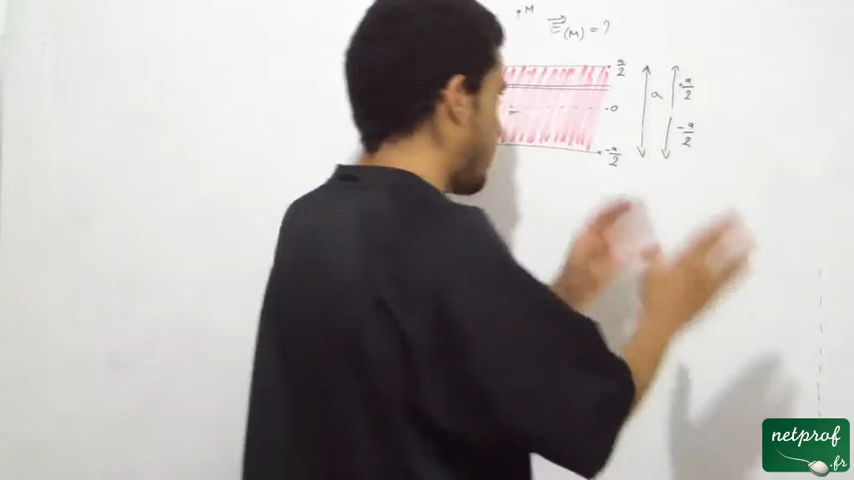 M
E(M) = ?
a/2
a
a/2
0
-a/2
-a/2
netprof
.fr